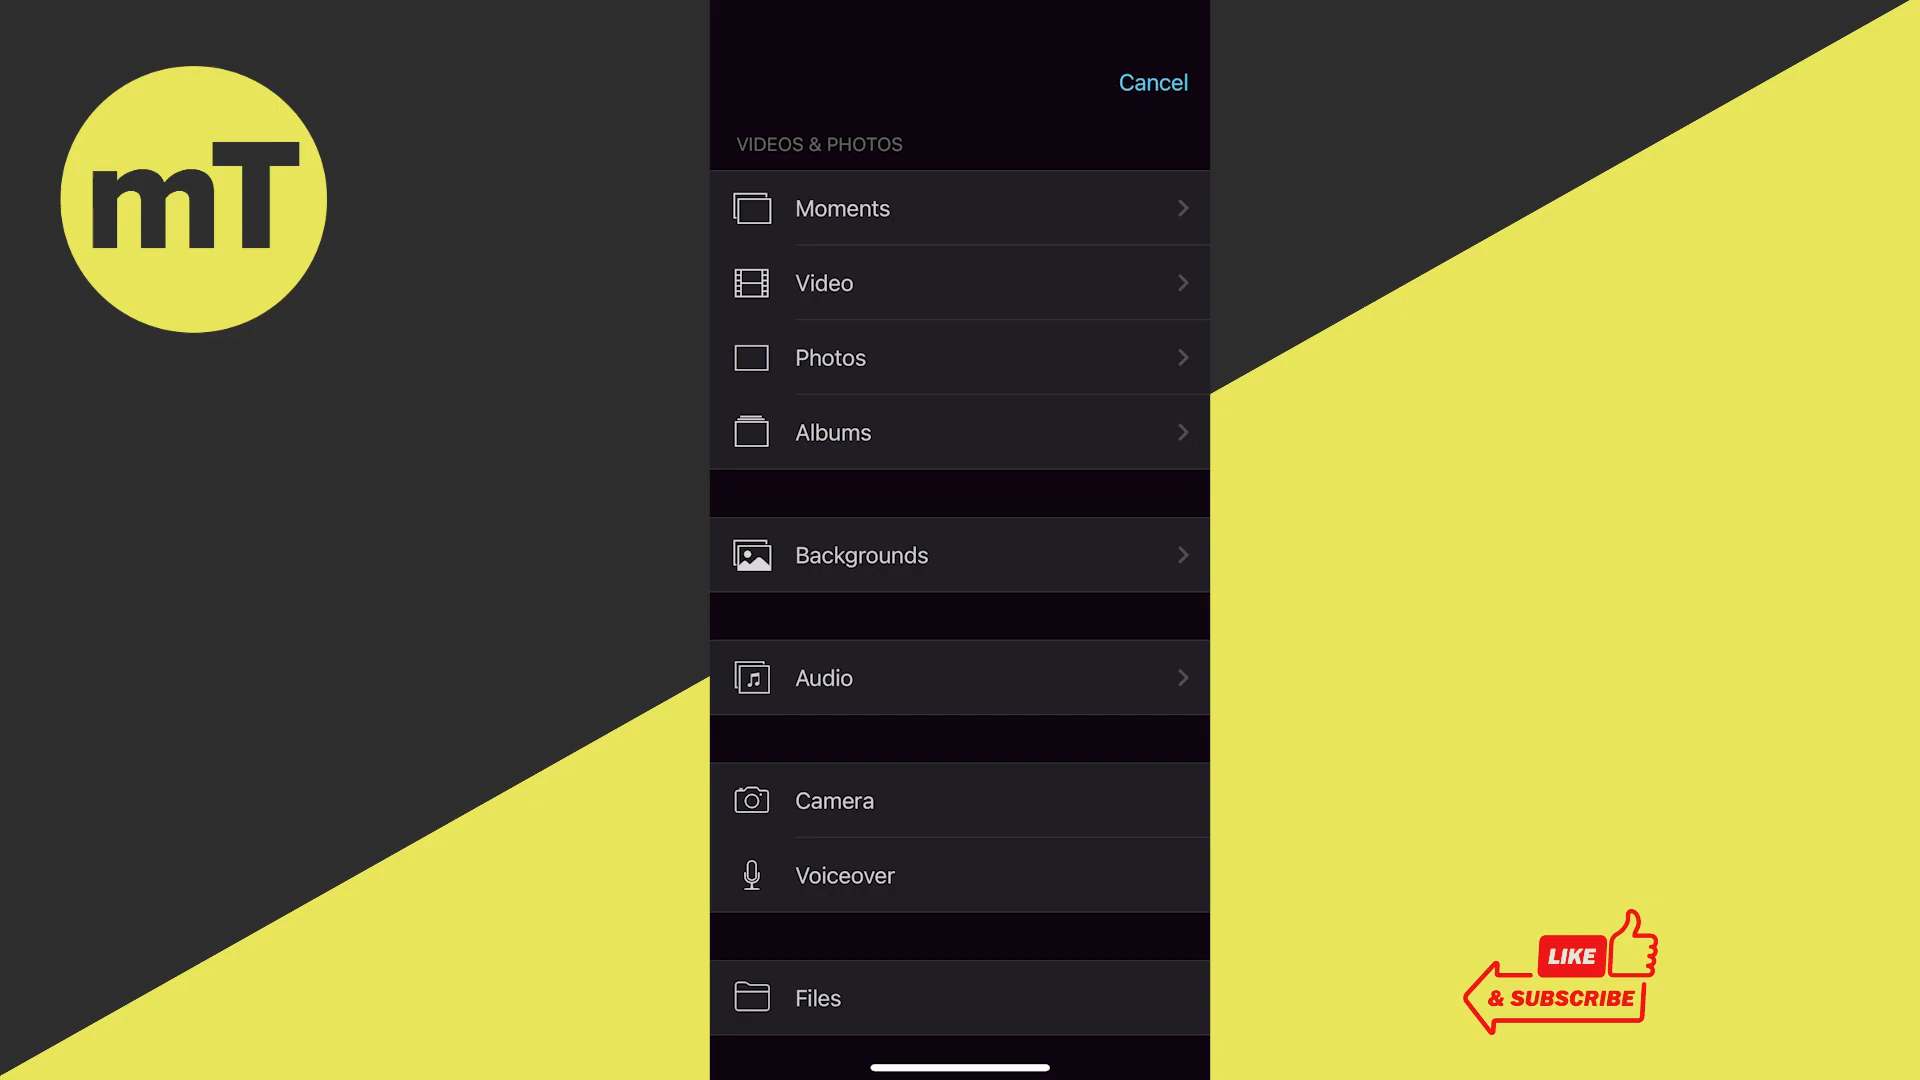 mT
Cancel
VIDEOS & PHOTOS
Moments
Video
Photos
Albums
Backgrounds
Audio
Camera
Voiceover
Files
LIKE
& SUBSCRIBE